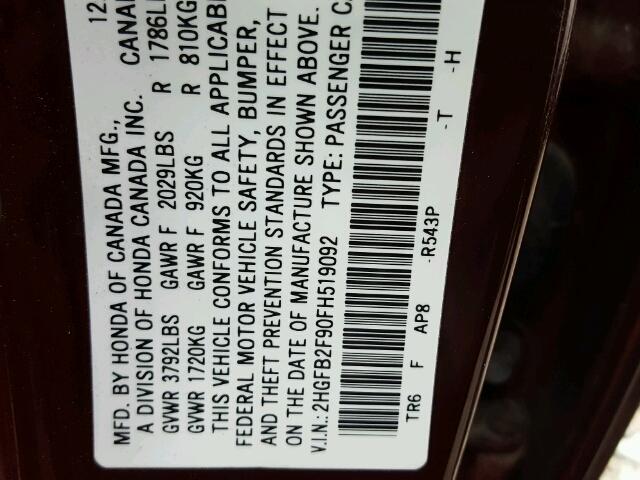 MFD. BY HONDA OF CANADA MFG., 12
A DIVISION OF HONDA CANADA INC. CANA
GVWR 3792LBS GAWR F 2029LBS R 1786L
GVWR 1720KG GAWR F 920KG R 810KG
THIS VEHICLE CONFORMS TO ALL APPLICAB
FEDERAL MOTOR VEHICLE SAFETY, BUMPER,
AND THEFT PREVENTION STANDARDS IN EFFECT
ON THE DATE OF MANUFACTURE SHOWN ABOVE.
V.I.N.: 2HGFB2F90FH519092 TYPE: PASSENGER C
TR6 F AP8 -R543P -T -H